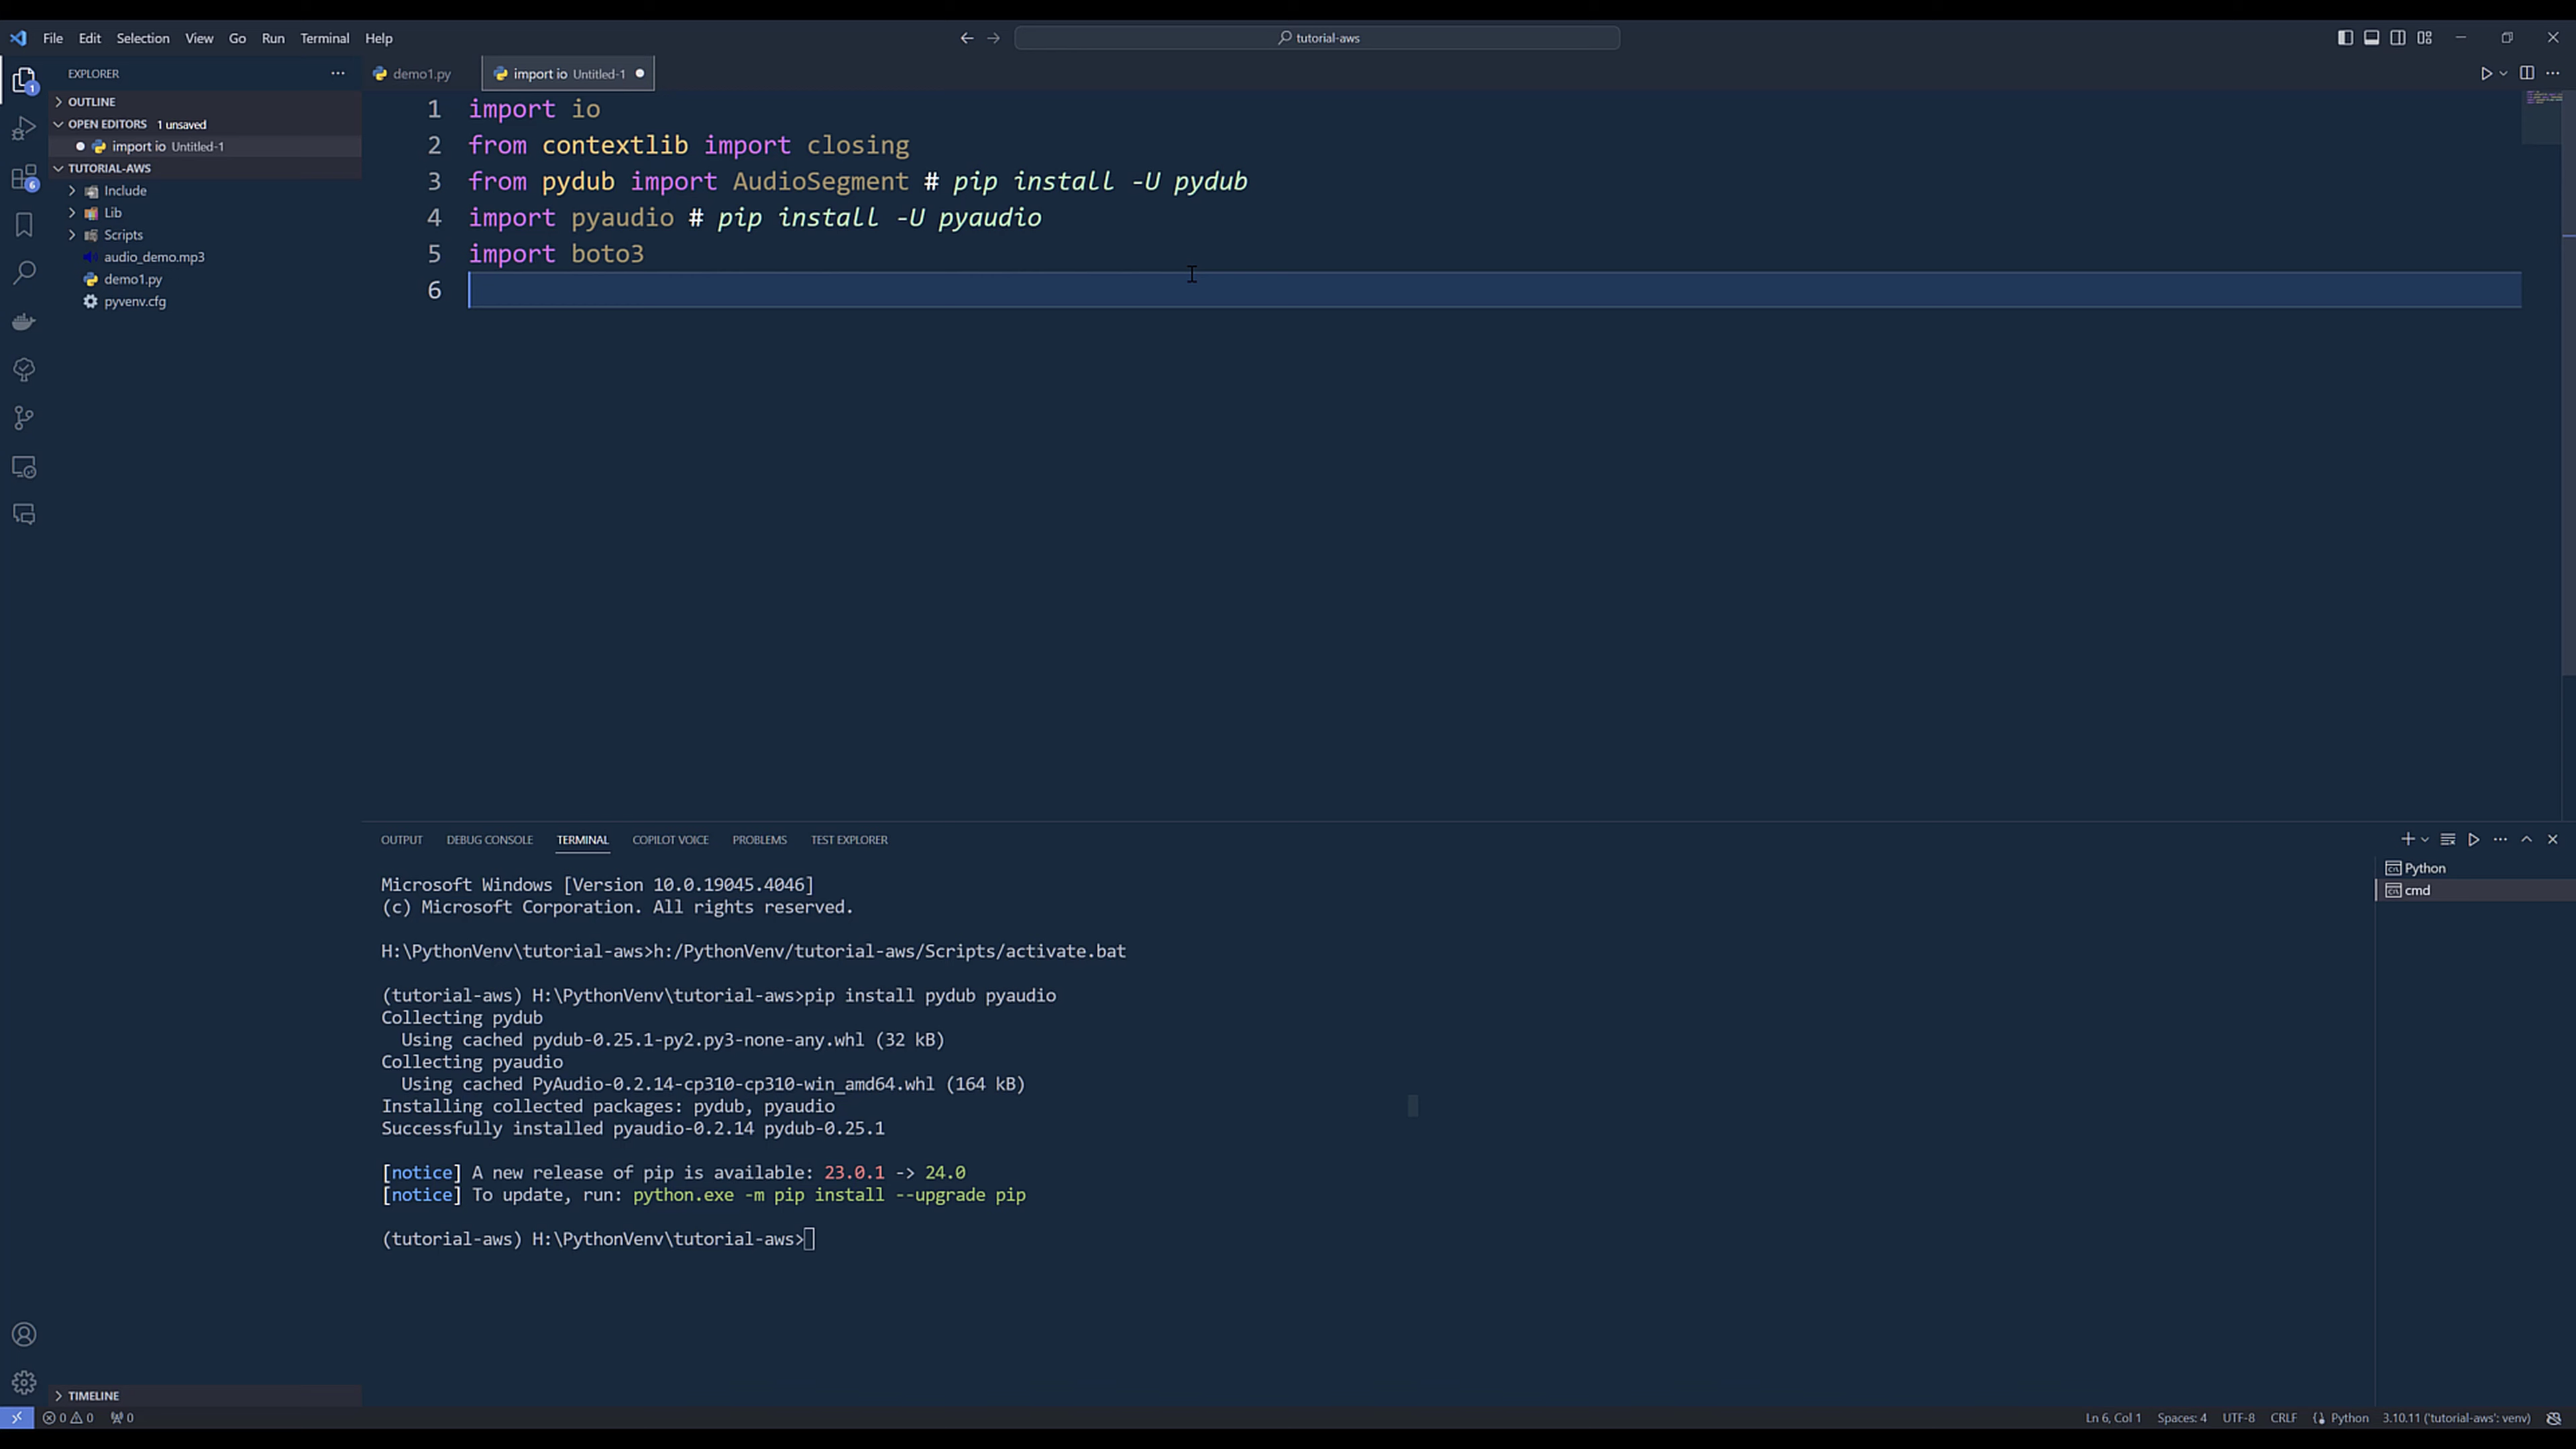 File Edit Selection View Go Run Terminal Help
tutorial-aws
EXPLORER
OUTLINE
OPEN EDITORS 1 unsaved
import io Untitled-1
TUTORIAL-AWS
Include
Lib
Scripts
audio_demo.mp3
demo1.py
pyvenv.cfg
1
6
demo1.py
import io Untitled-1
1 import io
2 from contextlib import closing
3 from pydub import AudioSegment # pip install -U pydub
4 import pyaudio # pip install -U pyaudio
5 import boto3
6
OUTPUT DEBUG CONSOLE TERMINAL COPILOT VOICE PROBLEMS TEST EXPLORER
Microsoft Windows [Version 10.0.19045.4046]
(c) Microsoft Corporation. All rights reserved.
H:\PythonVenv\tutorial-aws>h:/PythonVenv/tutorial-aws/Scripts/activate.bat
(tutorial-aws) H:\PythonVenv\tutorial-aws>pip install pydub pyaudio
Collecting pydub
Using cached pydub-0.25.1-py2.py3-none-any.whl (32 kB)
Collecting pyaudio
Using cached PyAudio-0.2.14-cp310-cp310-win_amd64.whl (164 kB)
Installing collected packages: pydub, pyaudio
Successfully installed pyaudio-0.2.14 pydub-0.25.1
[notice] A new release of pip is available: 23.0.1 -> 24.0
[notice] To update, run: python.exe -m pip install --upgrade pip
(tutorial-aws) H:\PythonVenv\tutorial-aws>
Python
cmd
TIMELINE
0 0 0
Ln 6, Col 1 Spaces: 4 UTF-8 CRLF Python 3.10.11 ('tutorial-aws': venv)